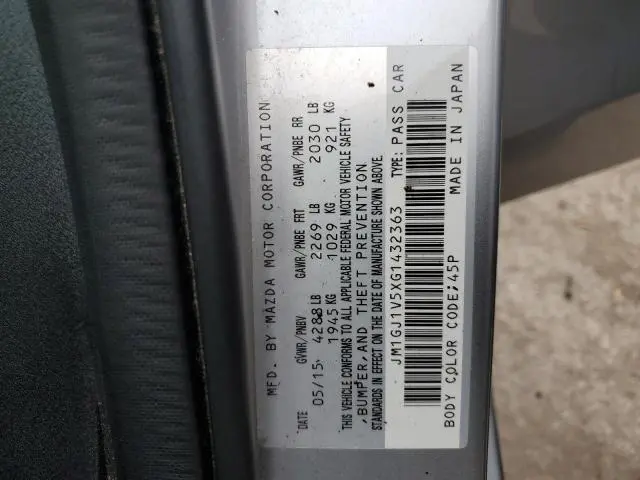 MFD. BY MAZDA MOTOR CORPORATION
DATE GVWR/PNBV GAWR/PNBE FRT GAWR/PNBE RR
05/15 4288 LB 2269 LB 2030 LB
1945 KG 1029 KG 921 KG
THIS VEHICLE CONFORMS TO ALL APPLICABLE FEDERAL MOTOR VEHICLE SAFETY
,BUMPER,AND THEFT PREVENTION
STANDARDS IN EFFECT ON THE DATE OF MANUFACTURE SHOWN ABOVE.
JM1GJ1V5XG1432363 TYPE: PASS CAR
BODY COLOR CODE;45P MADE IN JAPAN